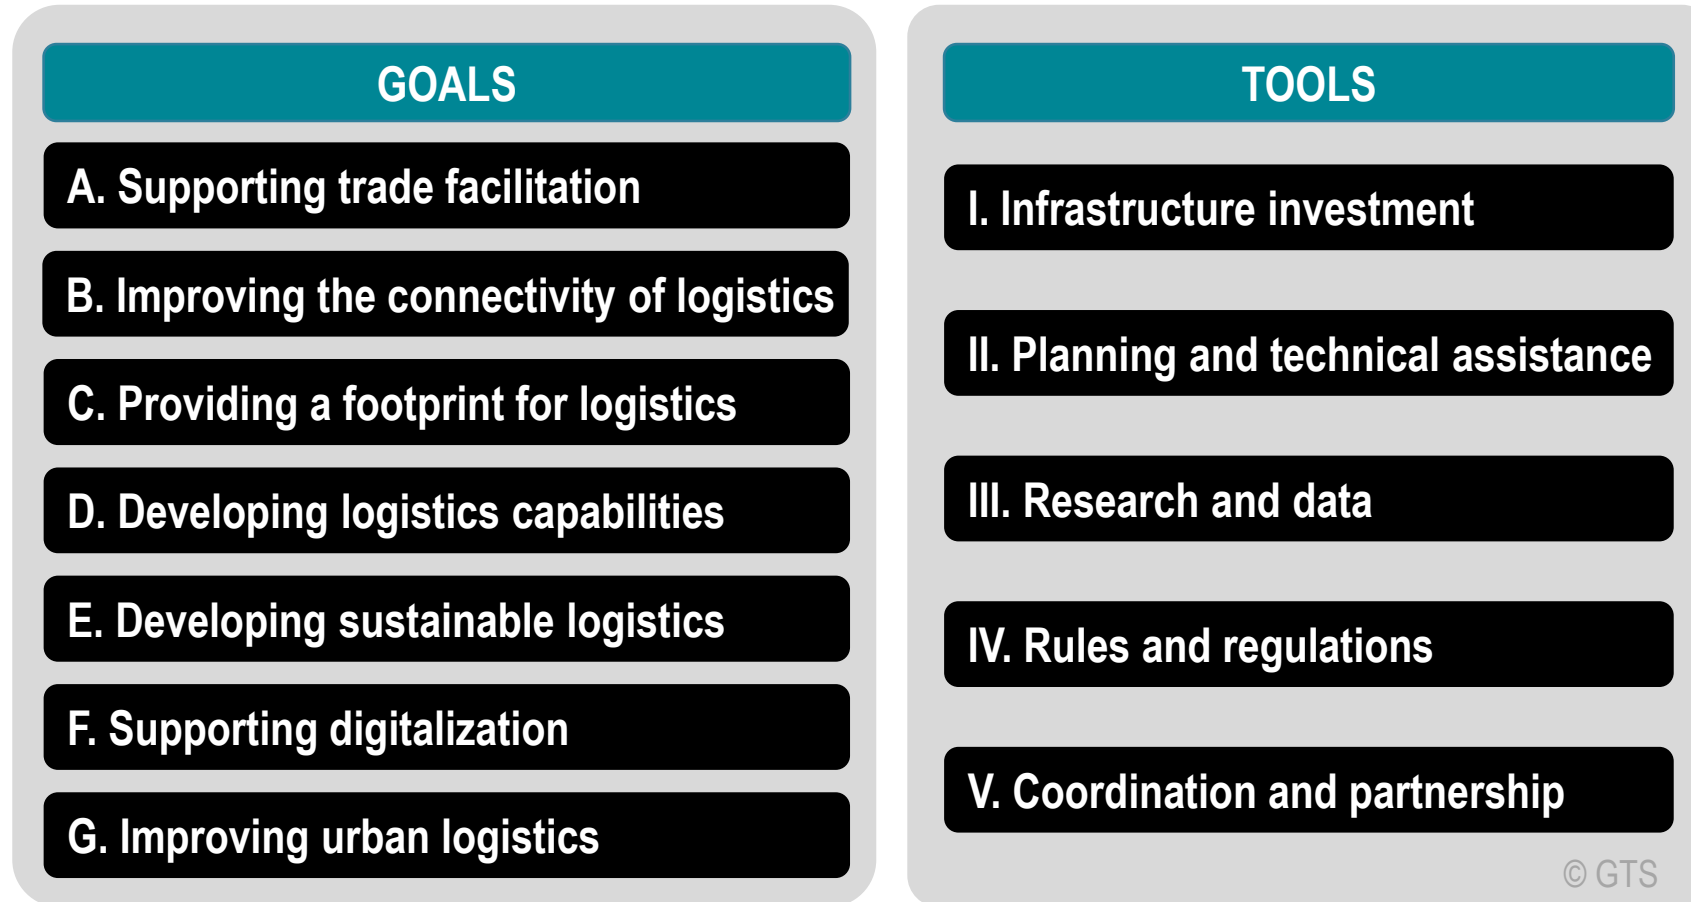 GOALS
A. Supporting trade facilitation
B. Improving the connectivity of logistics
C. Providing a footprint for logistics
D. Developing logistics capabilities
E. Developing sustainable logistics
F. Supporting digitalization
G. Improving urban logistics
TOOLS
I. Infrastructure investment
II. Planning and technical assistance
III. Research and data
IV. Rules and regulations
V. Coordination and partnership
© GTS